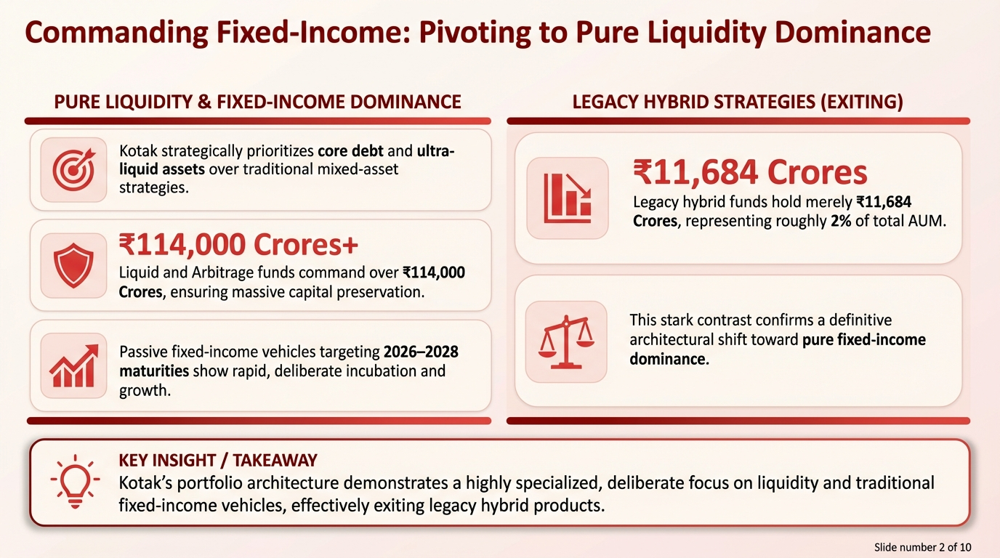 Commanding Fixed-Income: Pivoting to Pure Liquidity Dominance
PURE LIQUIDITY & FIXED-INCOME DOMINANCE
Kotak strategically prioritizes core debt and ultra-
liquid assets over traditional mixed-asset
strategies.
₹114,000 Crores+
Liquid and Arbitrage funds command over ₹114,000
Crores, ensuring massive capital preservation.
Passive fixed-income vehicles targeting 2026–2028
maturities show rapid, deliberate incubation and
growth.
LEGACY HYBRID STRATEGIES (EXITING)
₹11,684 Crores
Legacy hybrid funds hold merely ₹11,684
Crores, representing roughly 2% of total AUM.
This stark contrast confirms a definitive
architectural shift toward pure fixed-income
dominance.
KEY INSIGHT / TAKEAWAY
Kotak’s portfolio architecture demonstrates a highly specialized, deliberate focus on liquidity and traditional
fixed-income vehicles, effectively exiting legacy hybrid products.
Slide number 2 of 10